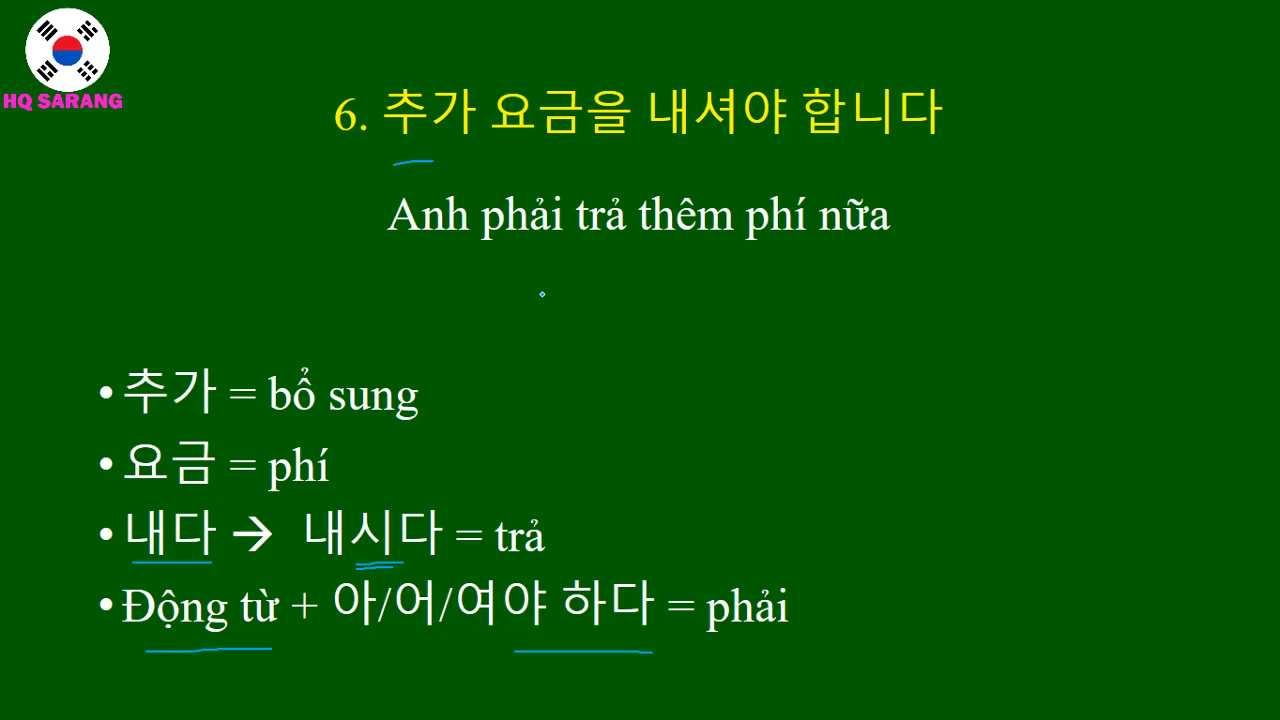 HQ SARANG
6. 추가 요금을 내셔야 합니다
Anh phải trả thêm phí nữa
• 추가 = bổ sung
• 요금 = phí
• 내다 → 내시다 = trả
• Động từ + 아/어/여야 하다 = phải